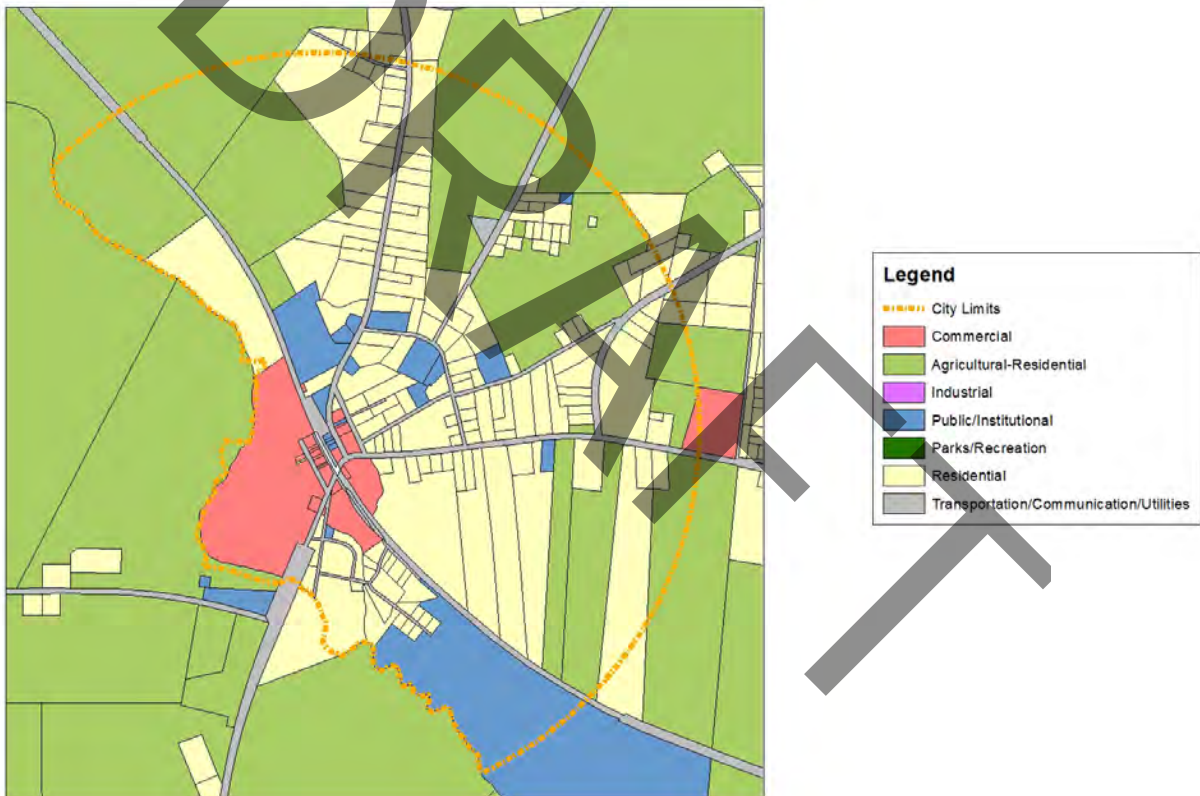 DRAFT
Legend
City Limits
Commercial
Agricultural-Residential
Industrial
Public/Institutional
Parks/Recreation
Residential
Transportation/Communication/Utilities